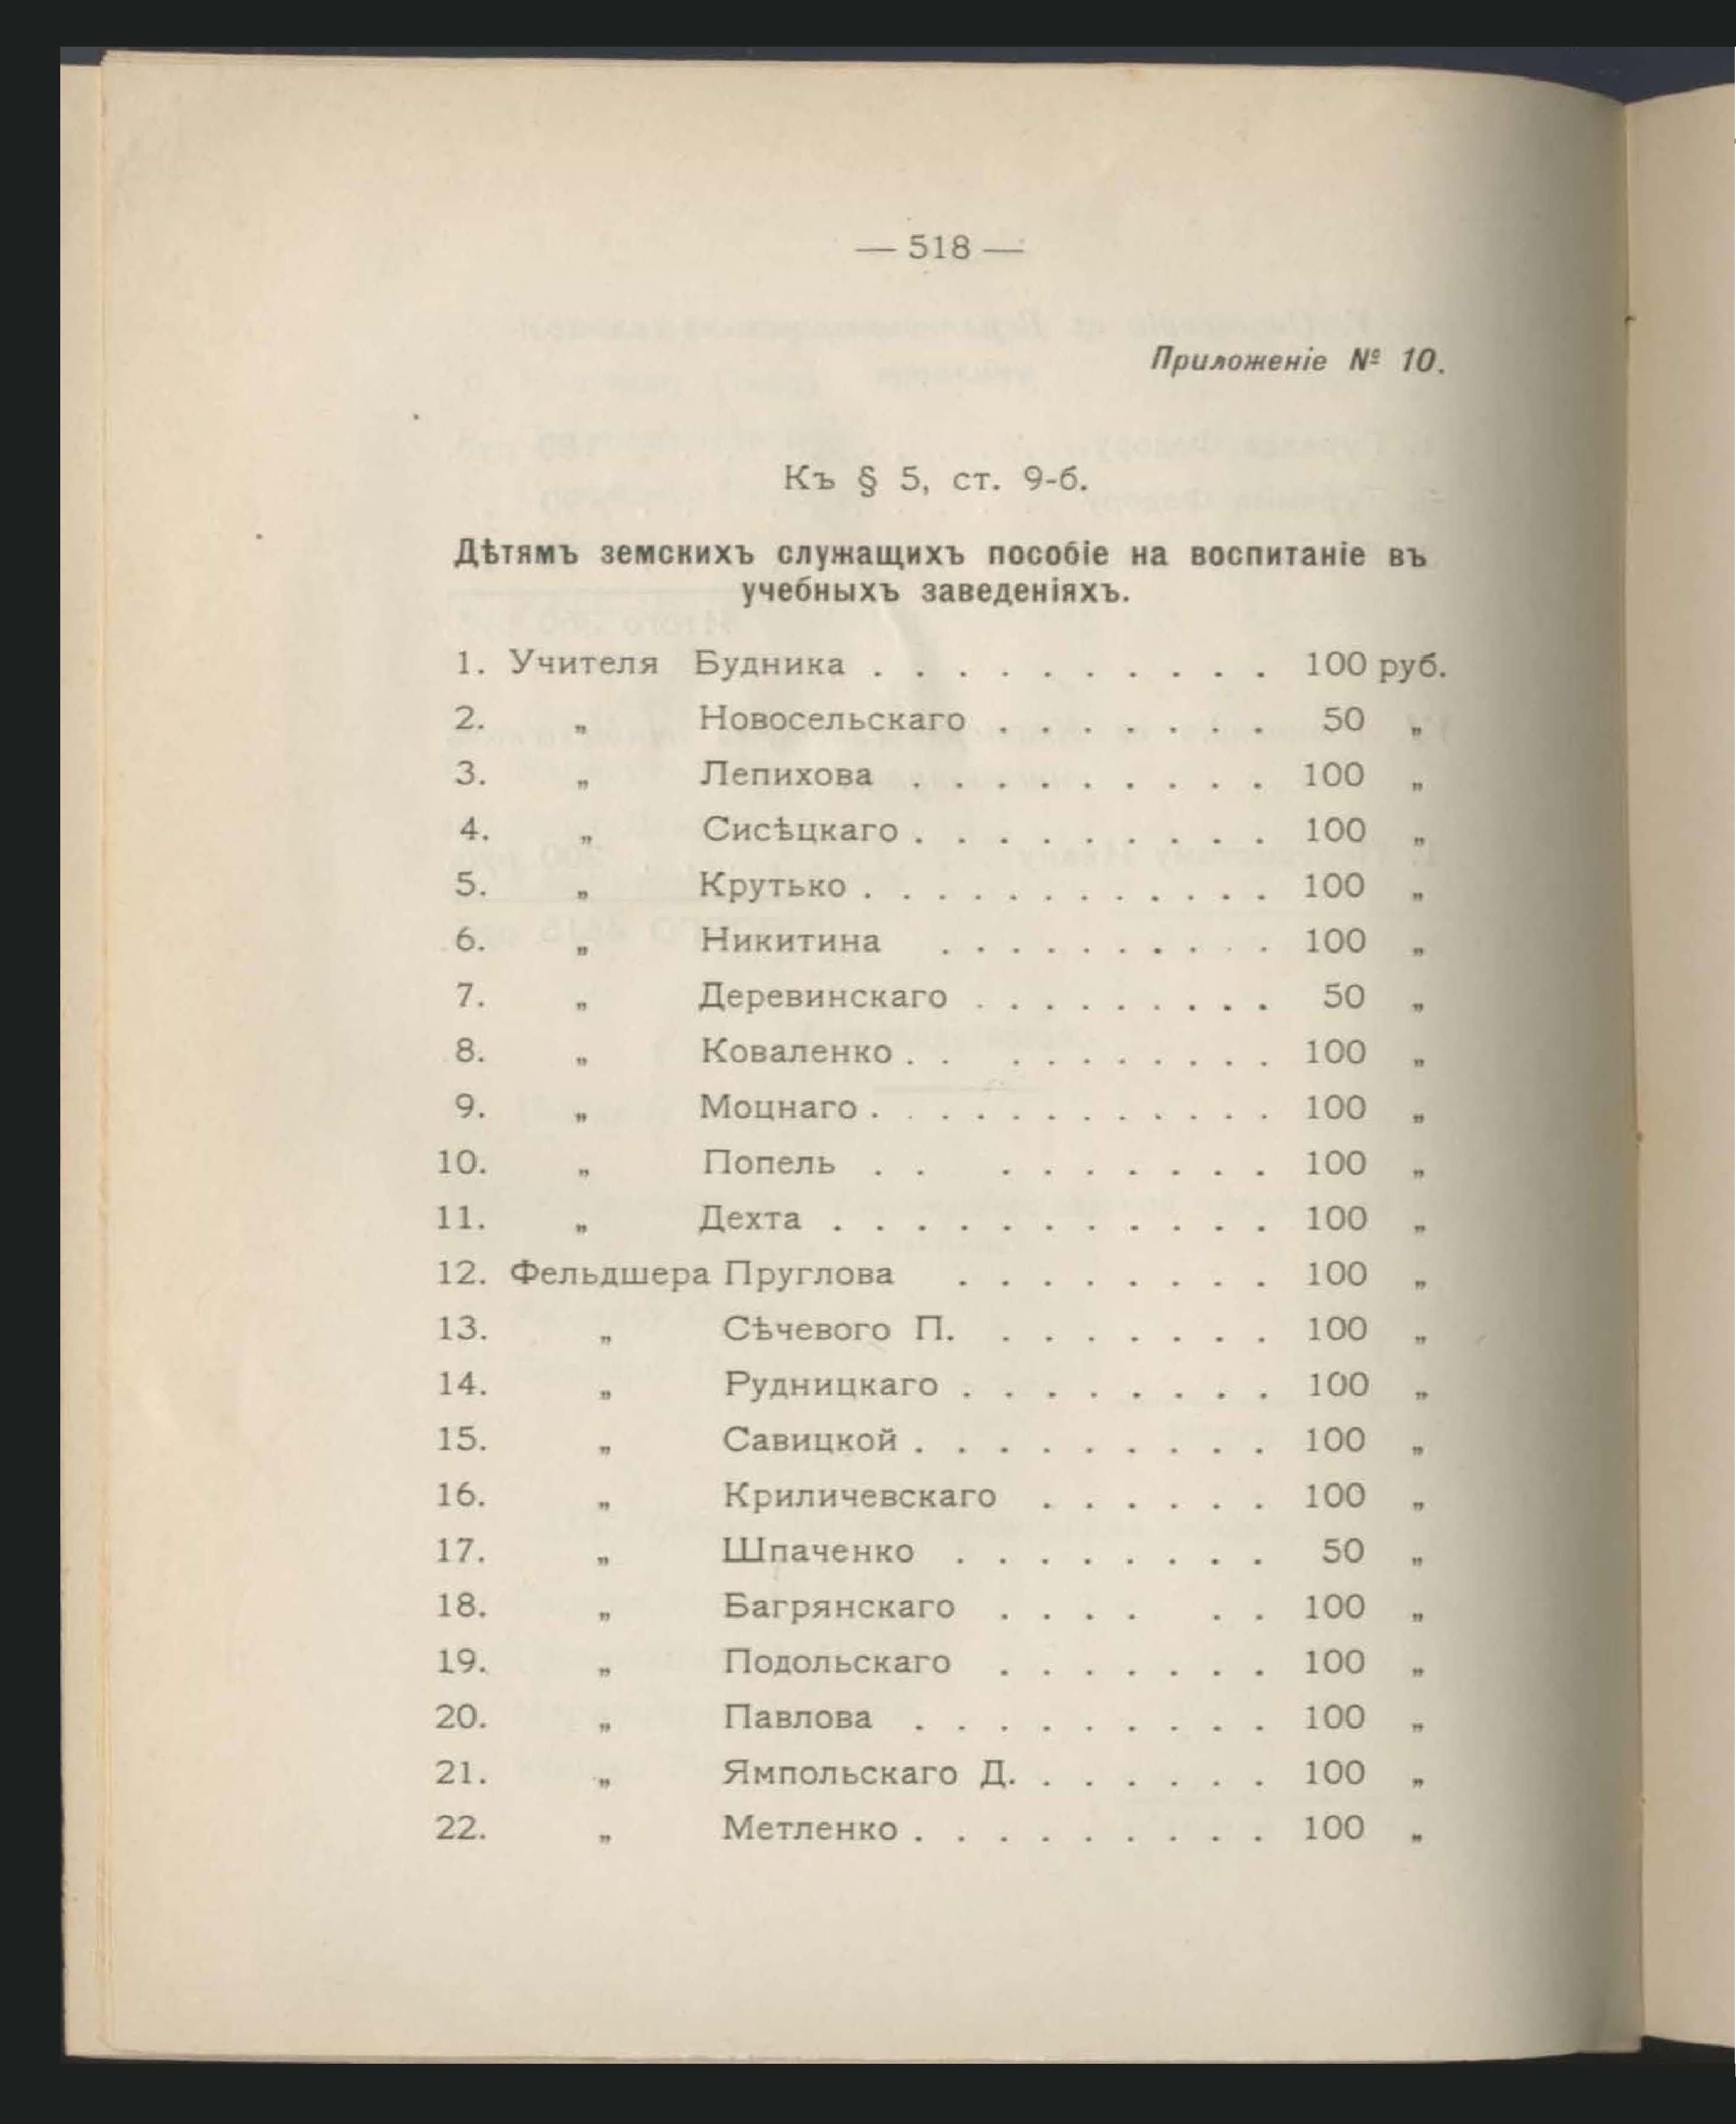 — 518 —
Приложеніе № 10.
Къ § 5, ст. 9-б.
Дѣтямъ земскихъ служащихъ пособіе на воспитаніе въ
учебныхъ заведеніяхъ.
1. Учителя Будника . . . . . . . . . . 100 руб.
2. „ Новосельскаго . . . . . . . 50 „
3. „ Лепихова . . . . . . . . . 100 „
4. „ Сисѣцкаго . . . . . . . . . 100 „
5. „ Крутько . . . . . . . . . . 100 „
6. „ Никитина . . . . . . . . 100 „
7. „ Деревинскаго . . . . . . . 50 „
8. „ Коваленко . . . . . . . . . 100 „
9. „ Моцнаго . . . . . . . . . . 100 „
10. „ Попель . . . . . . . . . 100 „
11. „ Дехта . . . . . . . . . . . 100 „
12. Фельдшера Пруглова . . . . . . . . 100 „
13. „ Сѣчевого П. . . . . . . . 100 „
14. „ Рудницкаго . . . . . . . . 100 „
15. „ Савицкой . . . . . . . . . 100 „
16. „ Криличевскаго . . . . . . 100 „
17. „ Шпаченко . . . . . . . . 50 „
18. „ Багрянскаго . . . . . . 100 „
19. „ Подольскаго . . . . . . . 100 „
20. „ Павлова . . . . . . . . . 100 „
21. „ Ямпольскаго Д. . . . . . . 100 „
22. „ Метленко . . . . . . . . . 100 „